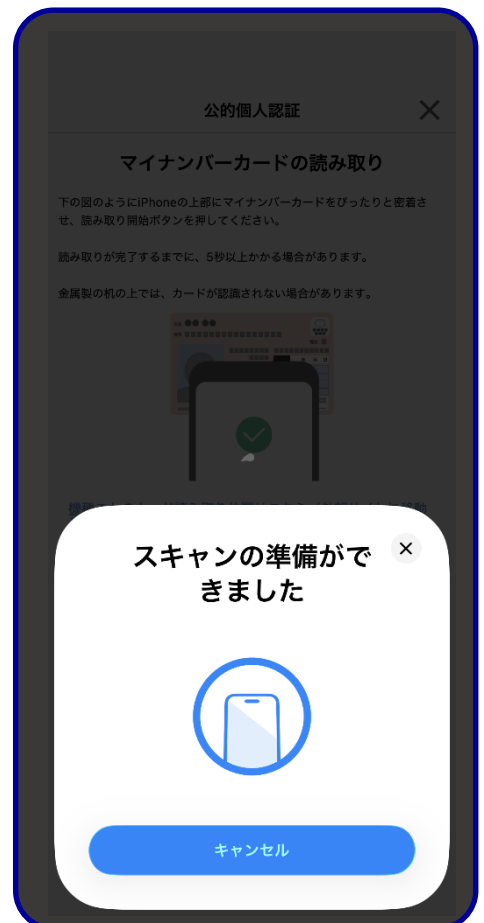 公的個人認証
マイナンバーカードの読み取り
下の図のようにiPhoneの上部にマイナンバーカードをぴったりと密着さ
せ、読み取り開始ボタンを押してください。
読み取りが完了するまでに、5秒以上かかる場合があります。
金属製の机の上では、カードが認識されない場合があります。
スキャンの準備がで
きました
キャンセル